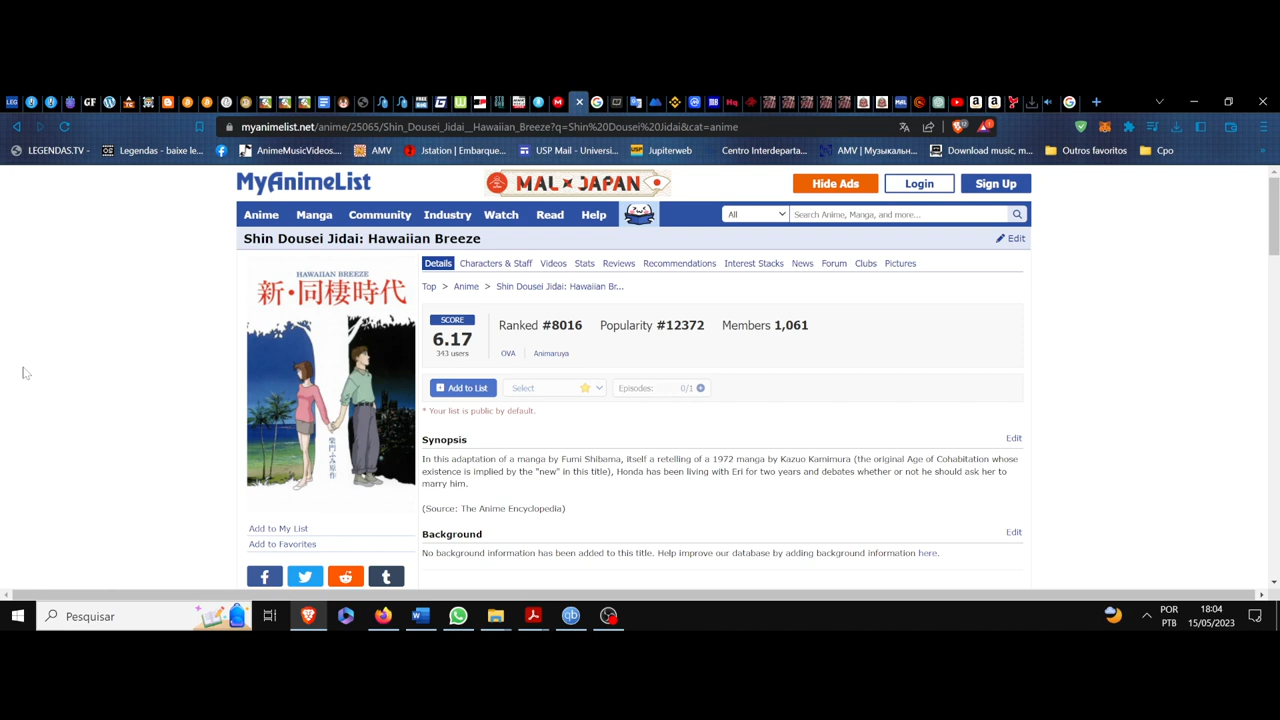 LEG
GF
myanimelist.net/anime/25065/Shin_Dousei_Jidai__Hawaiian_Breeze?q=Shin%20Dousei%20Jidai&cat=anime
LEGENDAS.TV -
Legendas - baixe le...
AnimeMusicVideos....
AMV
Jstation | Embarque...
USP Mail - Universi...
Jupiterweb
Centro Interdeparta...
AMV | Музыкальн...
Download music, m...
Outros favoritos
Cpo
MyAnimeList
MAL × JAPAN
Hide Ads
Login
Sign Up
Anime
Manga
Community
Industry
Watch
Read
Help
All
Search Anime, Manga, and more...
Shin Dousei Jidai: Hawaiian Breeze
Edit
HAWAIIAN BREEZE
新・同棲時代
柴門ふみ原作
Details
Characters & Staff
Videos
Stats
Reviews
Recommendations
Interest Stacks
News
Forum
Clubs
Pictures
Top > Anime > Shin Dousei Jidai: Hawaiian Br...
SCORE
6.17
343 users
Ranked #8016
Popularity #12372
Members 1,061
OVA
Animaruya
Add to List
Select
Episodes: 0/1
* Your list is public by default.
Synopsis
Edit
In this adaptation of a manga by Fumi Shibama, itself a retelling of a 1972 manga by Kazuo Kamimura (the original Age of Cohabitation whose
existence is implied by the "new" in this title), Honda has been living with Eri for two years and debates whether or not he should ask her to
marry him.
(Source: The Anime Encyclopedia)
Background
Edit
No background information has been added to this title. Help improve our database by adding background information here.
Add to My List
Add to Favorites
Pesquisar
POR
PTB
18:04
15/05/2023